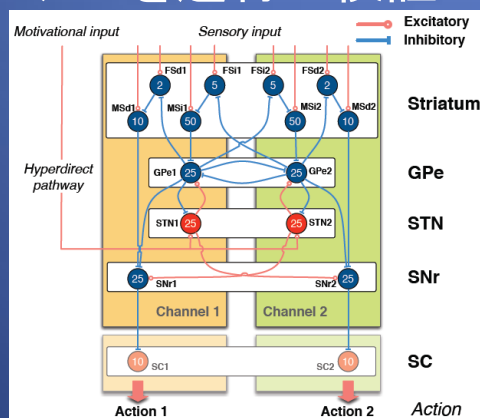 Motivational input
Sensory input
Excitatory
Inhibitory
FSd1
FSi1
FSi2
FSd2
2
5
5
2
MSd1
MSi1
MSi2
MSd2
10
50
50
10
Striatum
Hyperdirect
pathway
GPe1
25
25
GPe2
GPe
STN1
25
25
STN2
STN
25
SNr1
SNr2
25
SNr
Channel 1
Channel 2
10
SC1
SC2
10
SC
Action 1
Action 2
Action